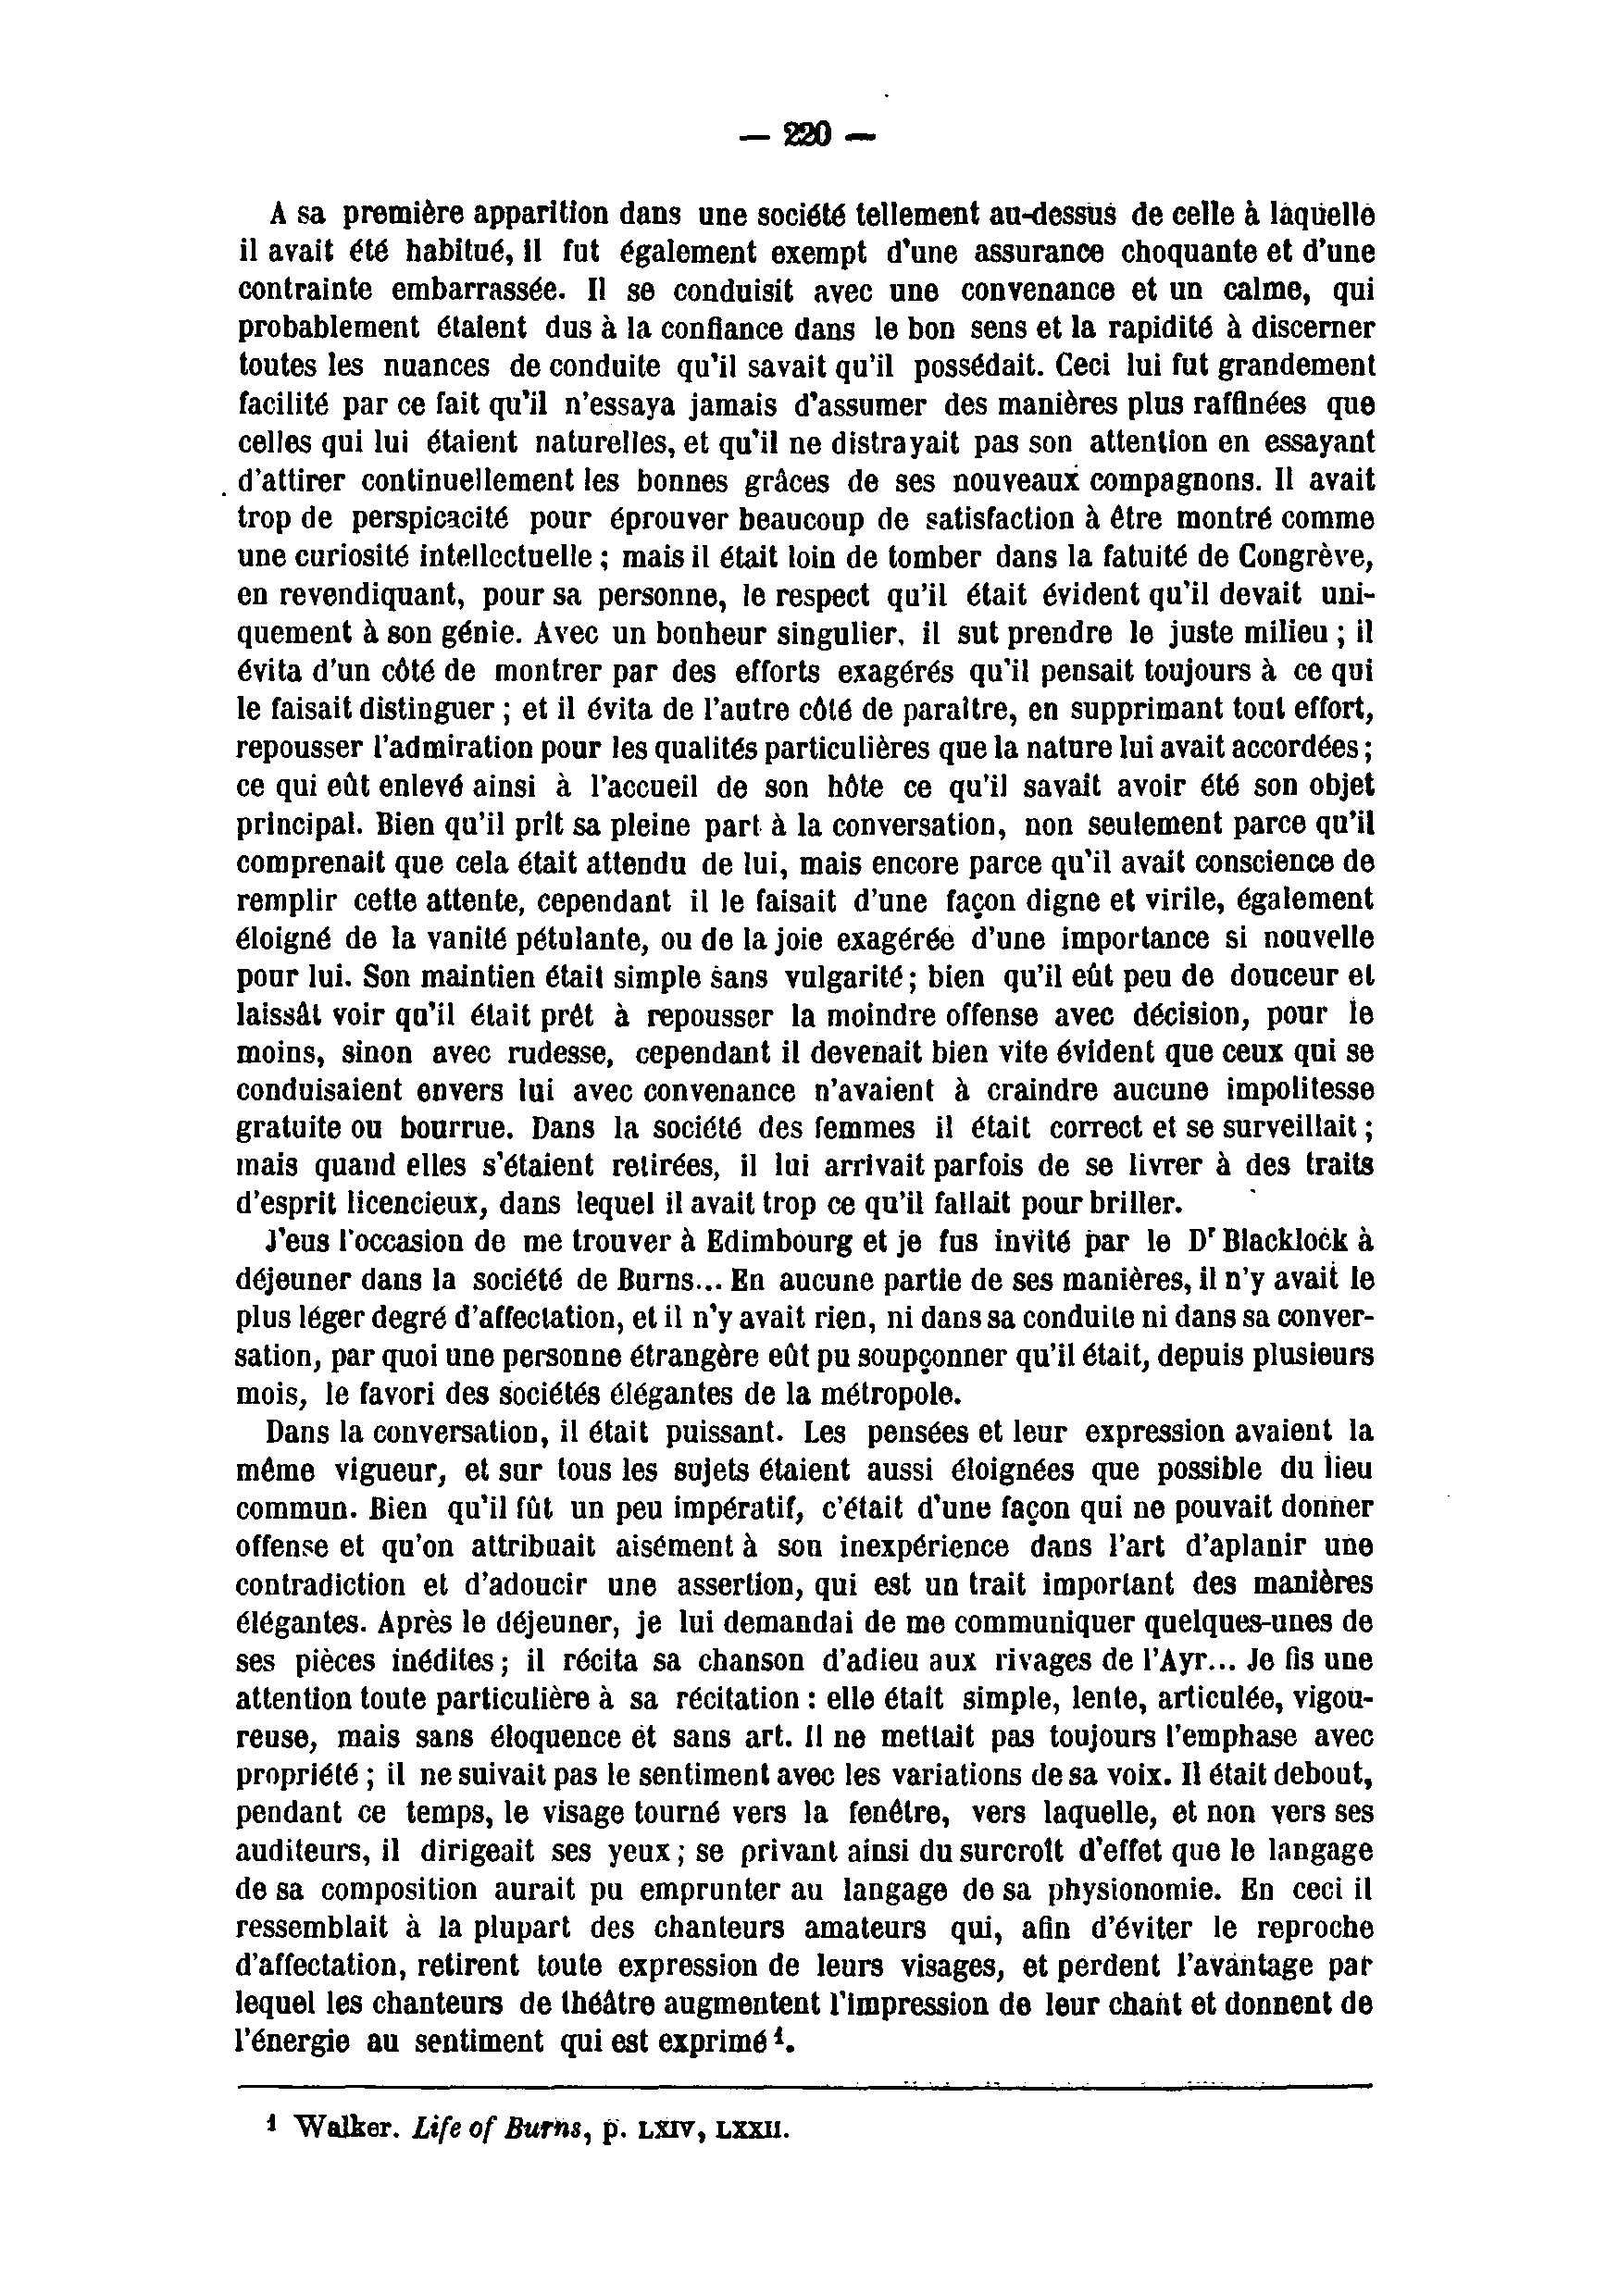 — 220 —
A sa première apparition dans une société tellement au-dessus de celle à laquelle
il avait été habitué, il fut également exempt d'une assurance choquante et d'une
contrainte embarrassée. Il se conduisit avec une convenance et un calme, qui
probablement étaient dus à la confiance dans le bon sens et la rapidité à discerner
toutes les nuances de conduite qu'il savait qu'il possédait. Ceci lui fut grandement
facilité par ce fait qu'il n'essaya jamais d'assumer des manières plus raffinées que
celles qui lui étaient naturelles, et qu'il ne distrayait pas son attention en essayant
d'attirer continuellement les bonnes grâces de ses nouveaux compagnons. Il avait
trop de perspicacité pour éprouver beaucoup de satisfaction à être montré comme
une curiosité intellectuelle ; mais il était loin de tomber dans la fatuité de Congrève,
en revendiquant, pour sa personne, le respect qu'il était évident qu'il devait uni-
quement à son génie. Avec un bonheur singulier, il sut prendre le juste milieu ; il
évita d'un côté de montrer par des efforts exagérés qu'il pensait toujours à ce qui
le faisait distinguer ; et il évita de l'autre côté de paraître, en supprimant tout effort,
repousser l'admiration pour les qualités particulières que la nature lui avait accordées ;
ce qui eût enlevé ainsi à l'accueil de son hôte ce qu'il savait avoir été son objet
principal. Bien qu'il prît sa pleine part à la conversation, non seulement parce qu'il
comprenait que cela était attendu de lui, mais encore parce qu'il avait conscience de
remplir cette attente, cependant il le faisait d'une façon digne et virile, également
éloigné de la vanité pétulante, ou de la joie exagérée d'une importance si nouvelle
pour lui. Son maintien était simple sans vulgarité ; bien qu'il eût peu de douceur et
laissât voir qu'il était prêt à repousser la moindre offense avec décision, pour le
moins, sinon avec rudesse, cependant il devenait bien vite évident que ceux qui se
conduisaient envers lui avec convenance n'avaient à craindre aucune impolitesse
gratuite ou bourrue. Dans la société des femmes il était correct et se surveillait ;
mais quand elles s'étaient retirées, il lui arrivait parfois de se livrer à des traits
d'esprit licencieux, dans lequel il avait trop ce qu'il fallait pour briller.
J'eus l'occasion de me trouver à Edimbourg et je fus invité par le Dr Blacklock à
déjeuner dans la société de Burns... En aucune partie de ses manières, il n'y avait le
plus léger degré d'affectation, et il n'y avait rien, ni dans sa conduite ni dans sa conver-
sation, par quoi une personne étrangère eût pu soupçonner qu'il était, depuis plusieurs
mois, le favori des sociétés élégantes de la métropole.
Dans la conversation, il était puissant. Les pensées et leur expression avaient la
même vigueur, et sur tous les sujets étaient aussi éloignées que possible du lieu
commun. Bien qu'il fût un peu impératif, c'était d'une façon qui ne pouvait donner
offense et qu'on attribuait aisément à son inexpérience dans l'art d'aplanir une
contradiction et d'adoucir une assertion, qui est un trait important des manières
élégantes. Après le déjeuner, je lui demandai de me communiquer quelques-unes de
ses pièces inédites ; il récita sa chanson d'adieu aux rivages de l'Ayr... Je fis une
attention toute particulière à sa récitation : elle était simple, lente, articulée, vigou-
reuse, mais sans éloquence et sans art. Il ne mettait pas toujours l'emphase avec
propriété ; il ne suivait pas le sentiment avec les variations de sa voix. Il était debout,
pendant ce temps, le visage tourné vers la fenêtre, vers laquelle, et non vers ses
auditeurs, il dirigeait ses yeux ; se privant ainsi du surcroît d'effet que le langage
de sa composition aurait pu emprunter au langage de sa physionomie. En ceci il
ressemblait à la plupart des chanteurs amateurs qui, afin d'éviter le reproche
d'affectation, retirent toute expression de leurs visages, et perdent l'avantage par
lequel les chanteurs de théâtre augmentent l'impression de leur chant et donnent de
l'énergie au sentiment qui est exprimé ¹.
¹ Walker. Life of Burns, p. LXIV, LXXII.